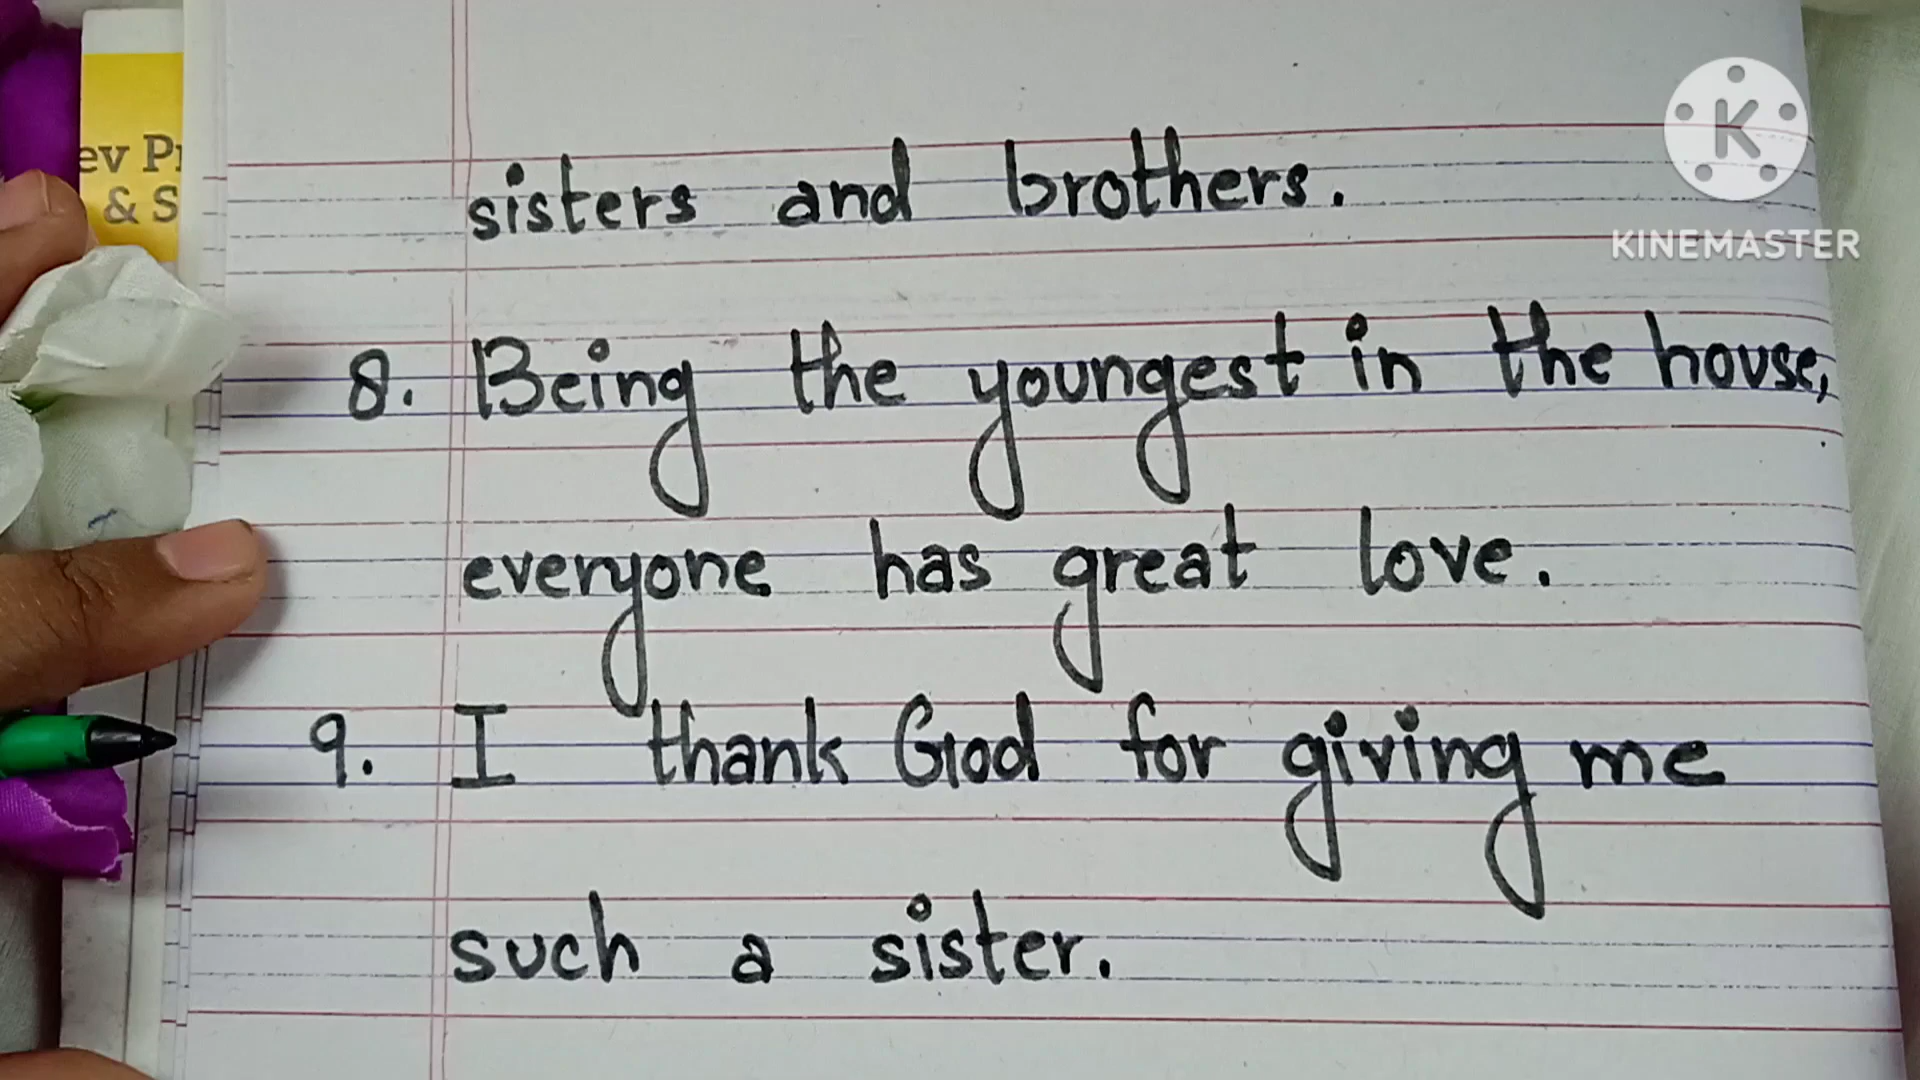 ev P
& S
K
KINEMASTER
sisters and brothers.
8. Being the youngest in the house,
everyone has great love.
9. I thank God for giving me
such a sister.